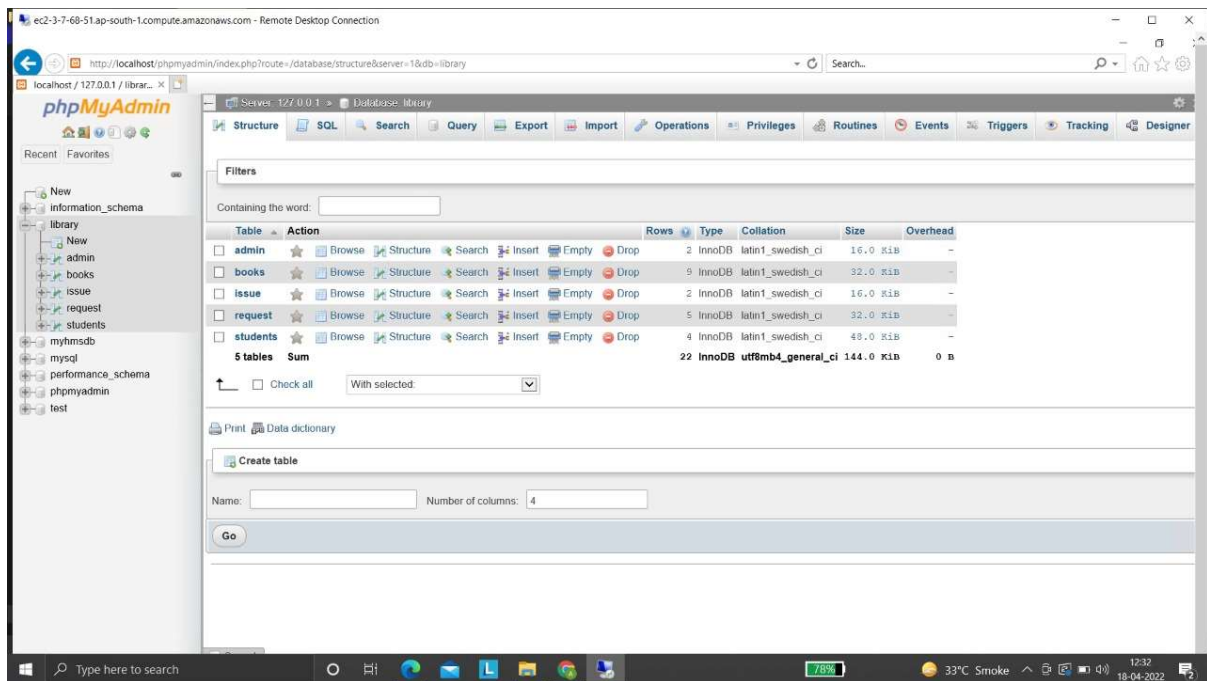 ec2-3-7-68-51.ap-south-1.compute.amazonaws.com - Remote Desktop Connection
http://localhost/phpmyadmin/index.php?route=/database/structure&server=1&db=library
Search...
localhost / 127.0.0.1 / librar...
phpMyAdmin
Server: 127.0.0.1 » Database: library
Structure SQL Search Query Export Import Operations Privileges Routines Events Triggers Tracking Designer
Recent Favorites
New
information_schema
library
New
admin
books
issue
request
students
myhmsdb
mysql
performance_schema
phpmyadmin
test
Filters
Containing the word:
Table Action Rows Type Collation Size Overhead
admin Browse Structure Search Insert Empty Drop 2 InnoDB latin1_swedish_ci 16.0 KiB -
books Browse Structure Search Insert Empty Drop 9 InnoDB latin1_swedish_ci 32.0 KiB -
issue Browse Structure Search Insert Empty Drop 2 InnoDB latin1_swedish_ci 16.0 KiB -
request Browse Structure Search Insert Empty Drop 5 InnoDB latin1_swedish_ci 32.0 KiB -
students Browse Structure Search Insert Empty Drop 4 InnoDB latin1_swedish_ci 48.0 KiB -
5 tables Sum 22 InnoDB utf8mb4_general_ci 144.0 KiB 0 B
Check all With selected:
Print Data dictionary
Create table
Name: Number of columns: 4
Go
Type here to search
78%
33°C Smoke
12:32
18-04-2022